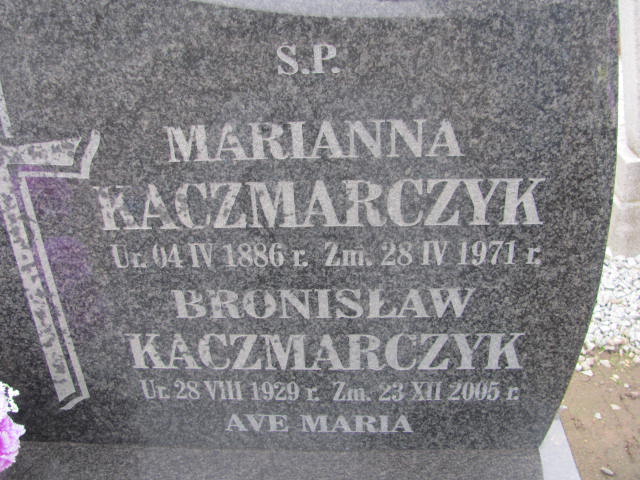 S.P.
MARIANNA
KACZMARCZYK
Ur. 04 IV 1886 r. Zm. 28 IV 1971 r.
BRONISŁAW
KACZMARCZYK
Ur. 28 VIII 1929 r. Zm. 23 XII 2005 r.
AVE MARIA